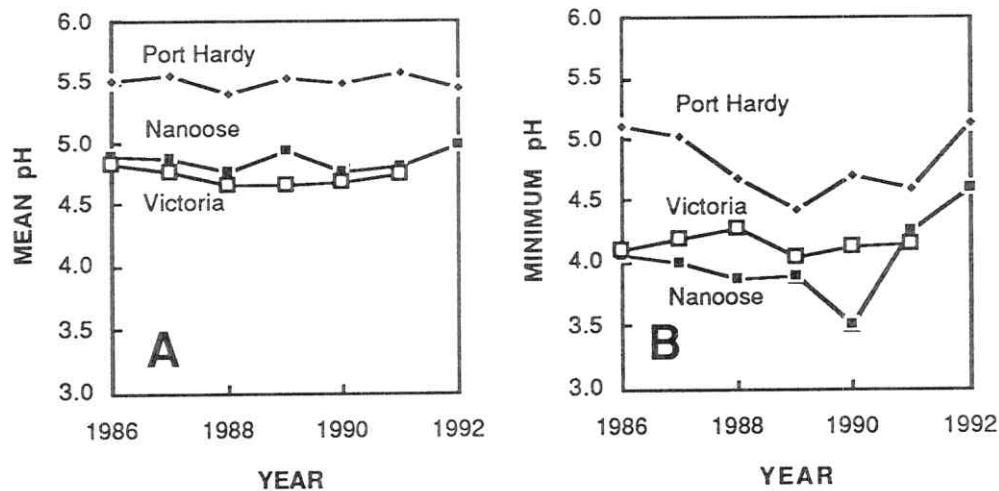 6.0
5.5
5.0
4.5
4.0
3.5
3.0
MEAN pH
Port Hardy
Nanoose
Victoria
A
1986 1988 1990 1992
YEAR
6.0
5.5
5.0
4.5
4.0
3.5
3.0
MINIMUM pH
Port Hardy
Victoria
Nanoose
B
1986 1988 1990 1992
YEAR